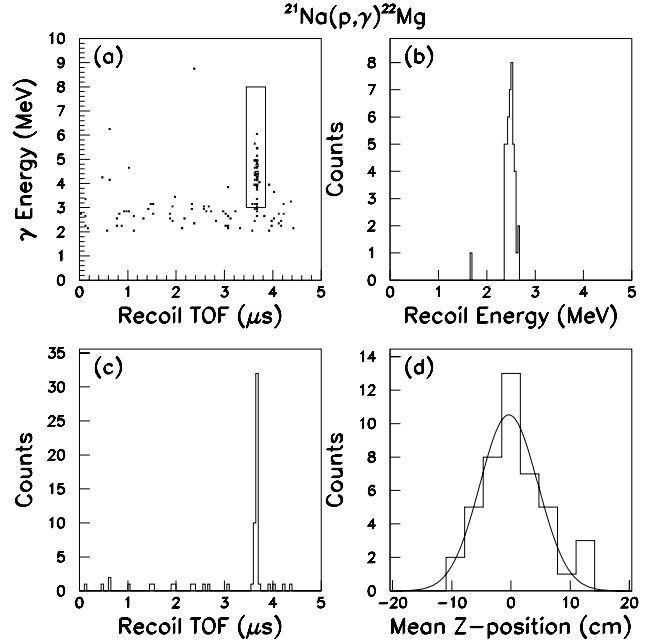 ²¹Na(p,γ)²²Mg
(a)
γ Energy (MeV)
10
9
8
7
6
5
4
3
2
1
0
0 1 2 3 4 5
Recoil TOF (μs)
(b)
Counts
9
8
7
6
5
4
3
2
1
0
0 1 2 3 4 5
Recoil Energy (MeV)
(c)
Counts
35
30
25
20
15
10
5
0
0 1 2 3 4 5
Recoil TOF (μs)
(d)
Counts
14
12
10
8
6
4
2
0
−20 −10 0 10 20
Mean Z−position (cm)